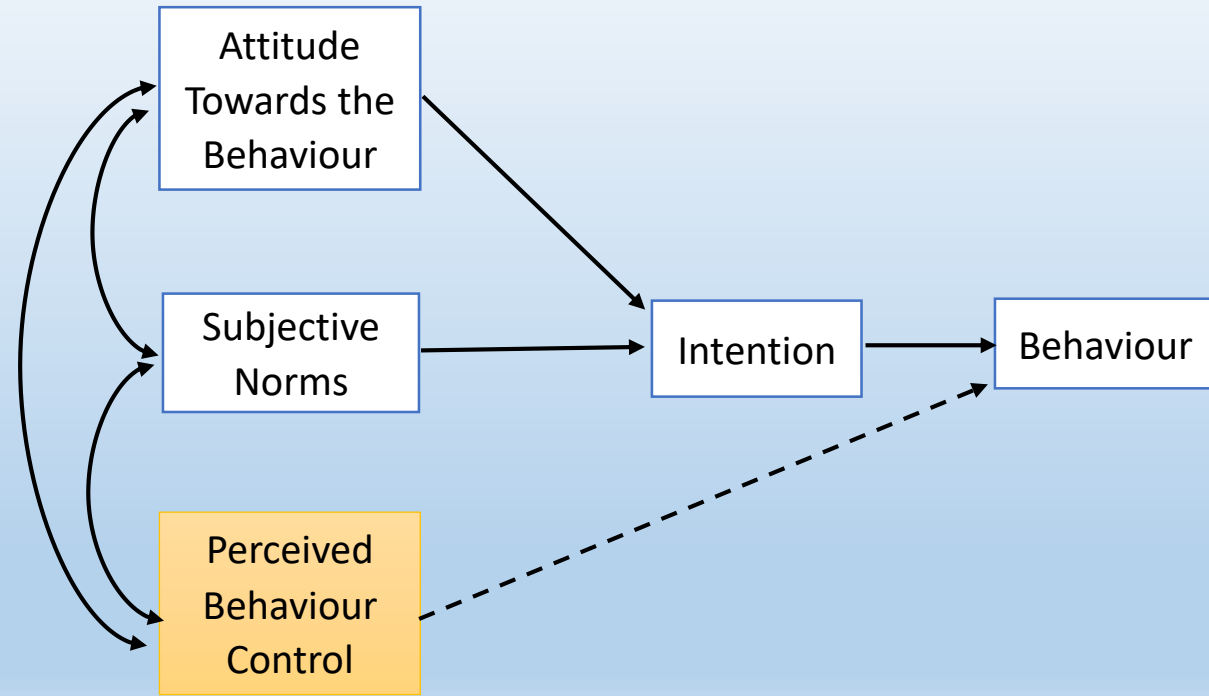 Attitude
Towards the
Behaviour
Subjective
Norms
Intention
Behaviour
Perceived
Behaviour
Control